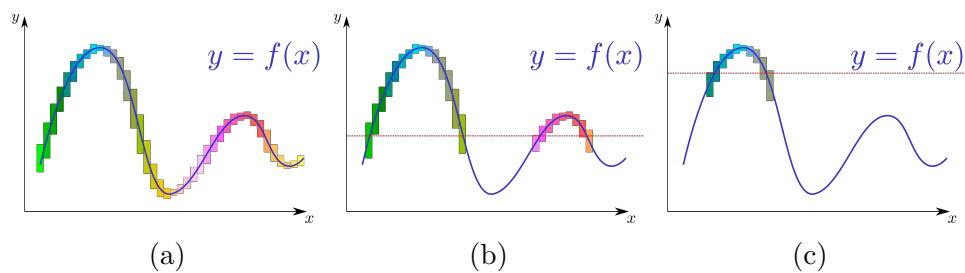 y
y = f(x)
x
(a)
y
y = f(x)
x
(b)
y
y = f(x)
x
(c)